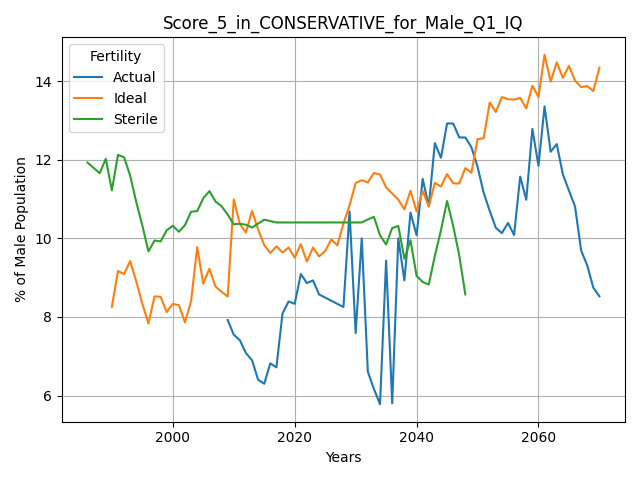 Score_5_in_CONSERVATIVE_for_Male_Q1_IQ
Fertility
Actual
Ideal
Sterile
% of Male Population
14
12
10
8
6
2000
2020
2040
2060
Years